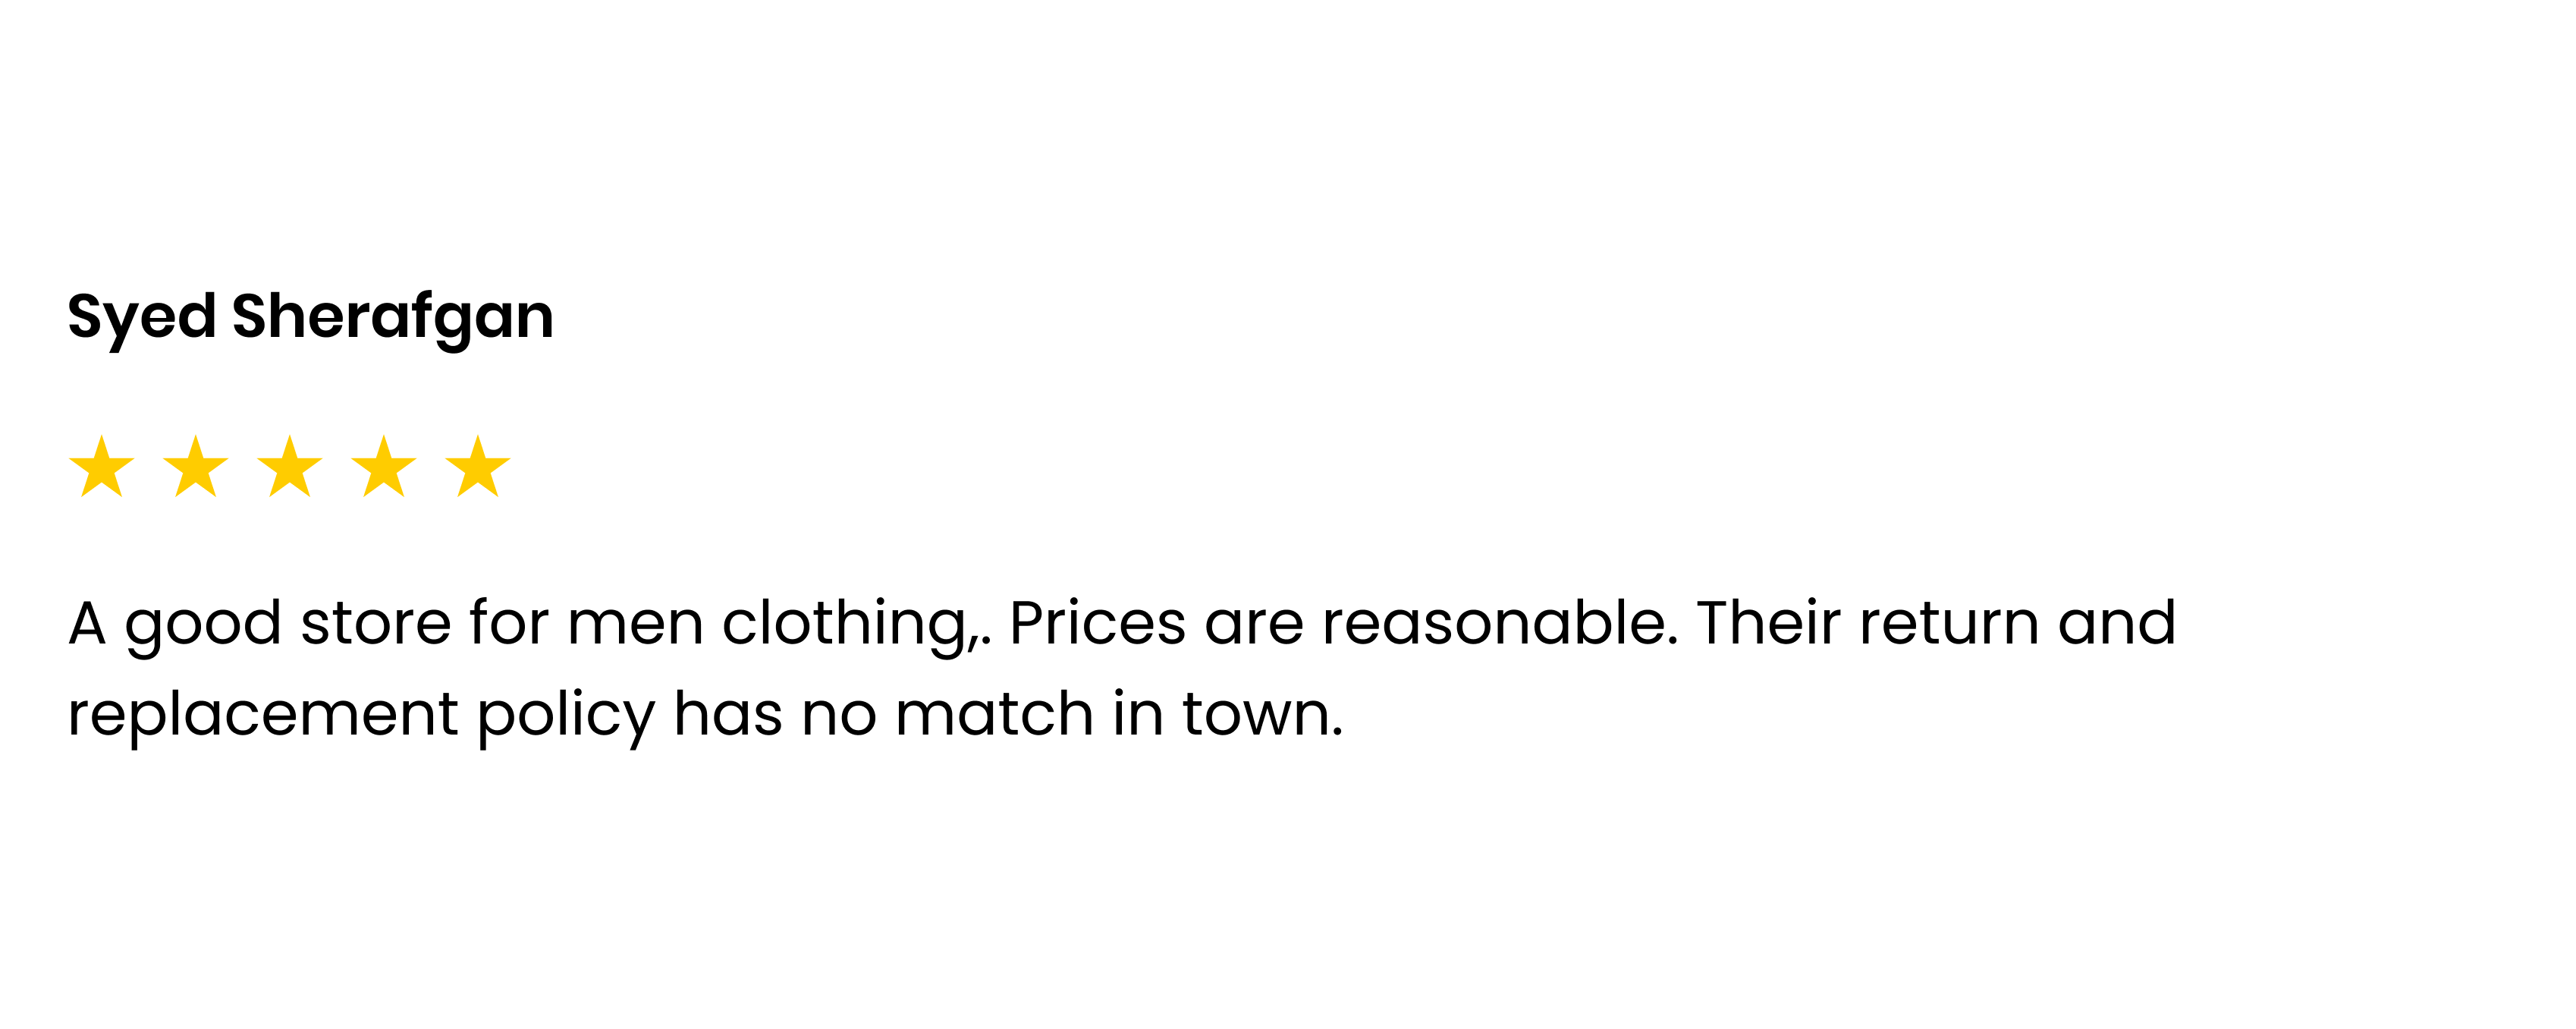 Syed Sherafgan
★ ★ ★ ★ ★
A good store for men clothing,. Prices are reasonable. Their return and
replacement policy has no match in town.